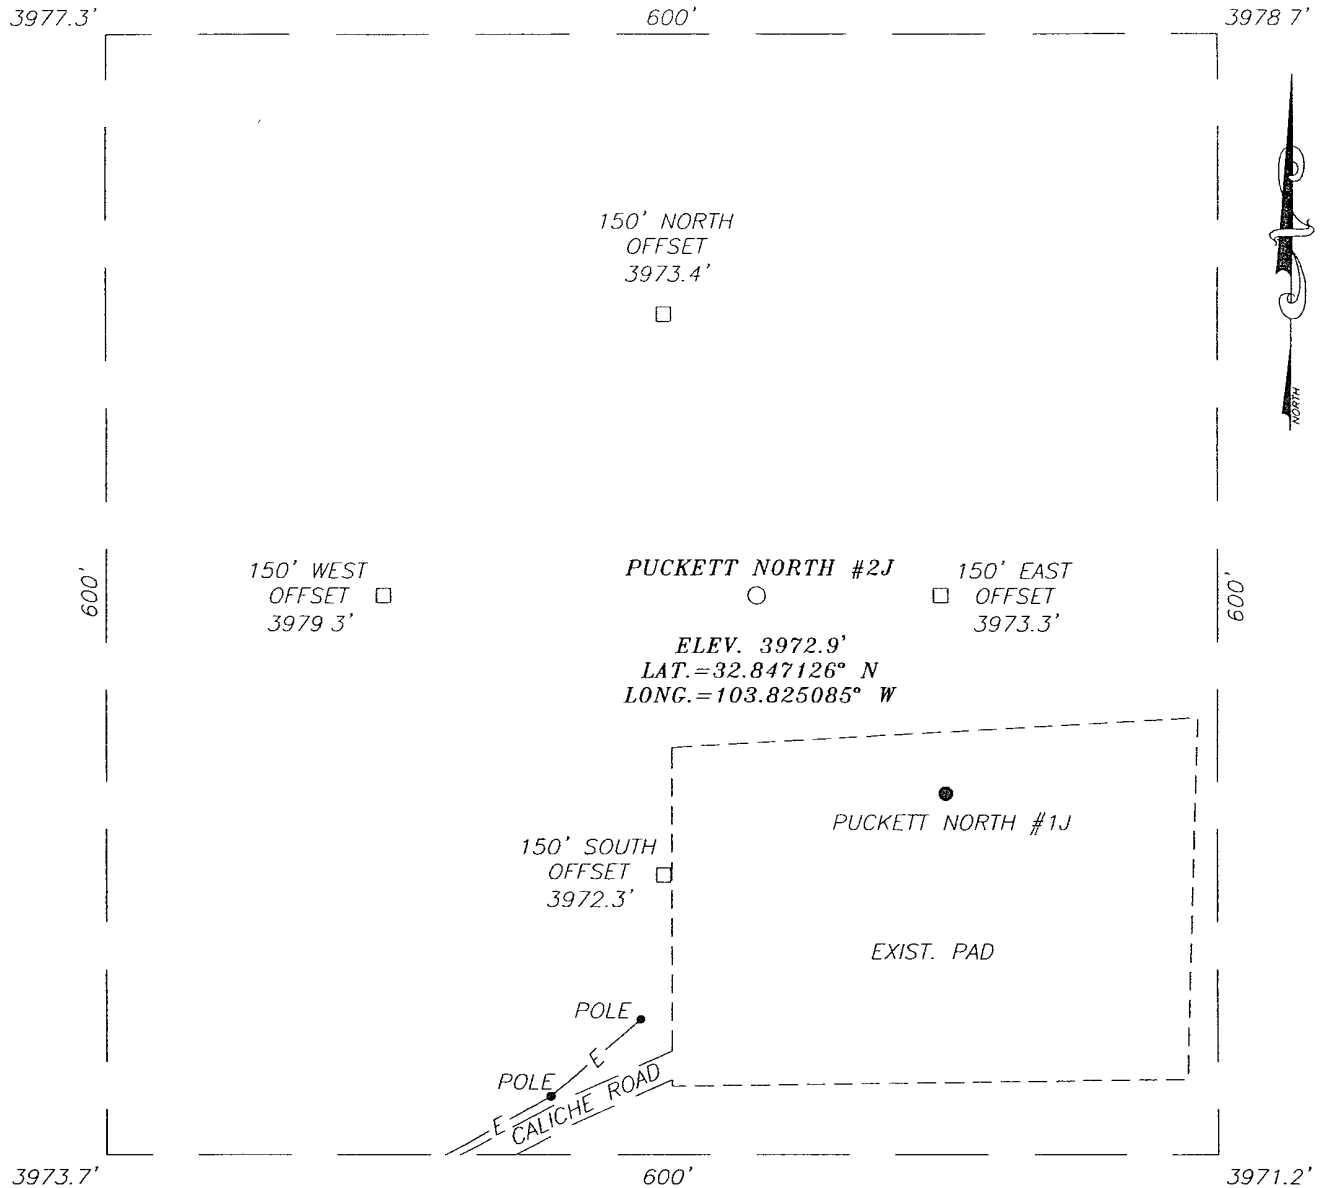 3977.3'
600'
3978 7'
150' NORTH
OFFSET
3973.4'
NORTH
600'
150' WEST
OFFSET
3979 3'
PUCKETT NORTH #2J
150' EAST
OFFSET
3973.3'
600'
ELEV. 3972.9'
LAT.=32.847126° N
LONG.=103.825085° W
PUCKETT NORTH #1J
150' SOUTH
OFFSET
3972.3'
EXIST. PAD
POLE
E
POLE
E
CALICHE ROAD
3973.7'
600'
3971.2'